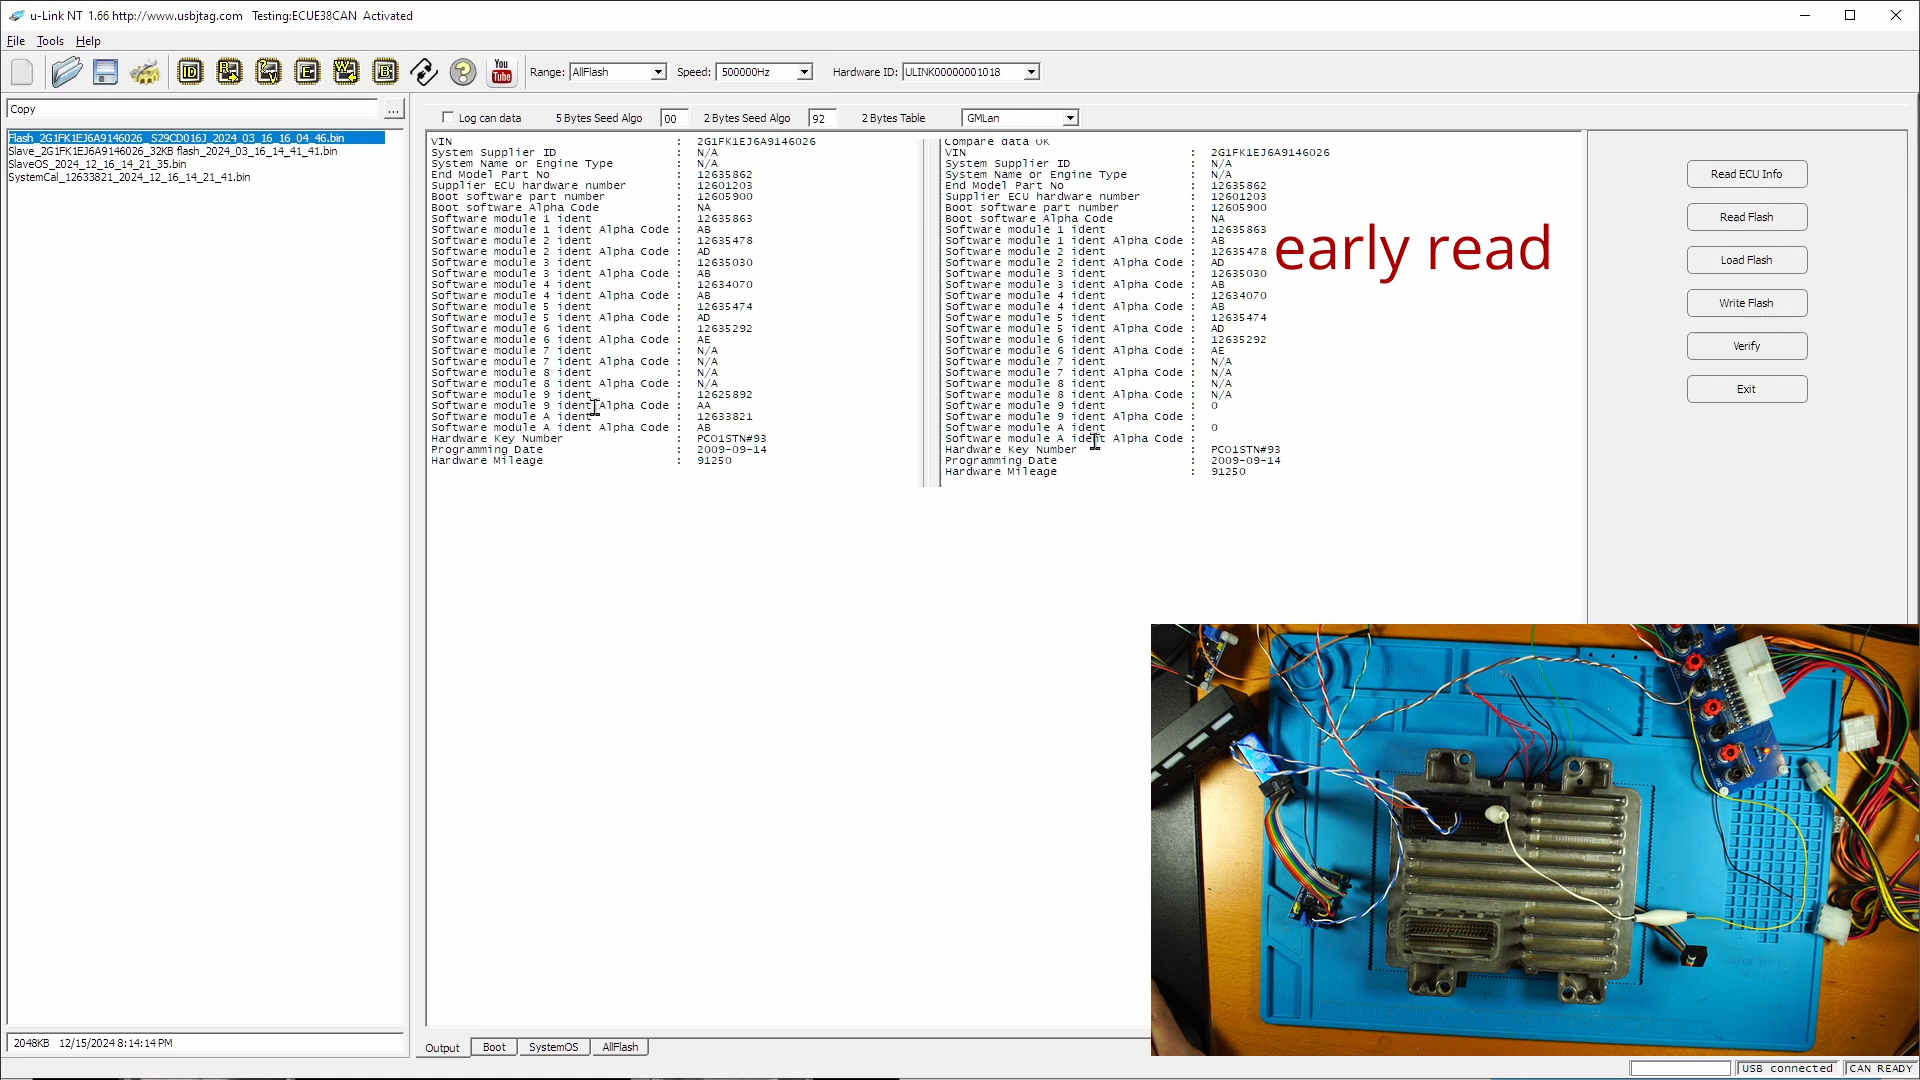 u-Link NT 1.66 http://www.usbjtag.com Testing:ECUE38CAN Activated
File Tools Help
You
Tube
Range: AllFlash Speed: 500000Hz Hardware ID: ULINK00000001018
Copy ...
Log can data 5 Bytes Seed Algo 00 2 Bytes Seed Algo 92 2 Bytes Table GMLan
Flash_2G1FK1EJ6A9146026 _S29CD016J_2024_03_16_16_04_46.bin
Slave_2G1FK1EJ6A9146026_32KB flash_2024_03_16_14_41_41.bin
SlaveOS_2024_12_16_14_21_35.bin
SystemCal_12633821_2024_12_16_14_21_41.bin
2048KB 12/15/2024 8:14:14 PM
VIN : 2G1FK1EJ6A9146026
System Supplier ID : N/A
System Name or Engine Type : N/A
End Model Part No : 12635862
Supplier ECU hardware number : 12601203
Boot software part number : 12605900
Boot software Alpha Code : NA
Software module 1 ident : 12635863
Software module 1 ident Alpha Code : AB
Software module 2 ident : 12635478
Software module 2 ident Alpha Code : AD
Software module 3 ident : 12635030
Software module 3 ident Alpha Code : AB
Software module 4 ident : 12634070
Software module 4 ident Alpha Code : AB
Software module 5 ident : 12635474
Software module 5 ident Alpha Code : AD
Software module 6 ident : 12635292
Software module 6 ident Alpha Code : AE
Software module 7 ident : N/A
Software module 7 ident Alpha Code : N/A
Software module 8 ident : N/A
Software module 8 ident Alpha Code : N/A
Software module 9 ident : 12625892
Software module 9 ident Alpha Code : AA
Software module A ident : 12633821
Software module A ident Alpha Code : AB
Hardware Key Number : PCO1STN#93
Programming Date : 2009-09-14
Hardware Mileage : 91250
Compare data OK
VIN : 2G1FK1EJ6A9146026
System Supplier ID : N/A
System Name or Engine Type : N/A
End Model Part No : 12635862
Supplier ECU hardware number : 12601203
Boot software part number : 12605900
Boot software Alpha Code : NA
Software module 1 ident : 12635863
Software module 1 ident Alpha Code : AB
Software module 2 ident : 12635478
Software module 2 ident Alpha Code : AD
Software module 3 ident : 12635030
Software module 3 ident Alpha Code : AB
Software module 4 ident : 12634070
Software module 4 ident Alpha Code : AB
Software module 5 ident : 12635474
Software module 5 ident Alpha Code : AD
Software module 6 ident : 12635292
Software module 6 ident Alpha Code : AE
Software module 7 ident : N/A
Software module 7 ident Alpha Code : N/A
Software module 8 ident : N/A
Software module 8 ident Alpha Code : N/A
Software module 9 ident : 0
Software module 9 ident Alpha Code :
Software module A ident : 0
Software module A ident Alpha Code :
Hardware Key Number : PCO1STN#93
Programming Date : 2009-09-14
Hardware Mileage : 91250
early read
Read ECU Info
Read Flash
Load Flash
Write Flash
Verify
Exit
Output Boot SystemOS AllFlash
USB connected CAN READY